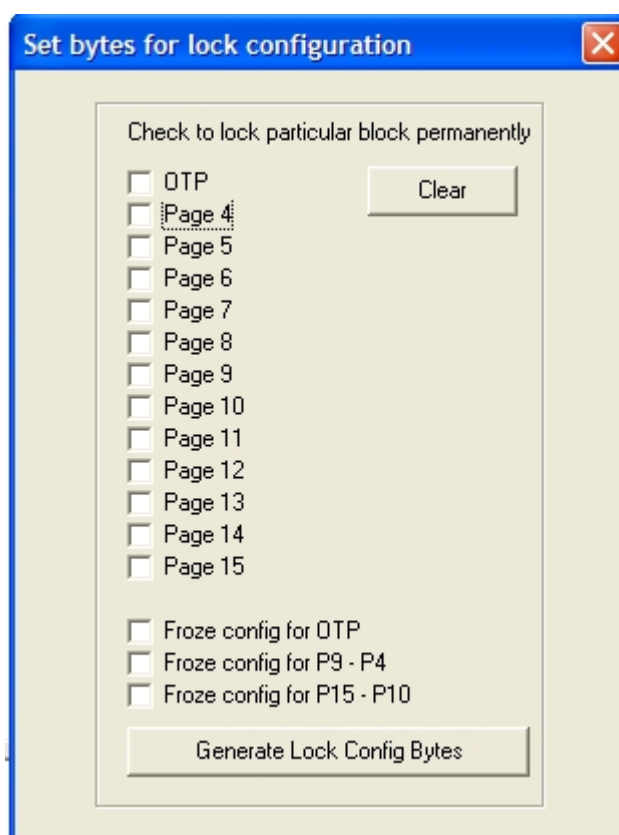 Set bytes for lock configuration
Check to lock particular block permanently
OTP
Clear
Page 4
Page 5
Page 6
Page 7
Page 8
Page 9
Page 10
Page 11
Page 12
Page 13
Page 14
Page 15
Froze config for OTP
Froze config for P9 - P4
Froze config for P15 - P10
Generate Lock Config Bytes